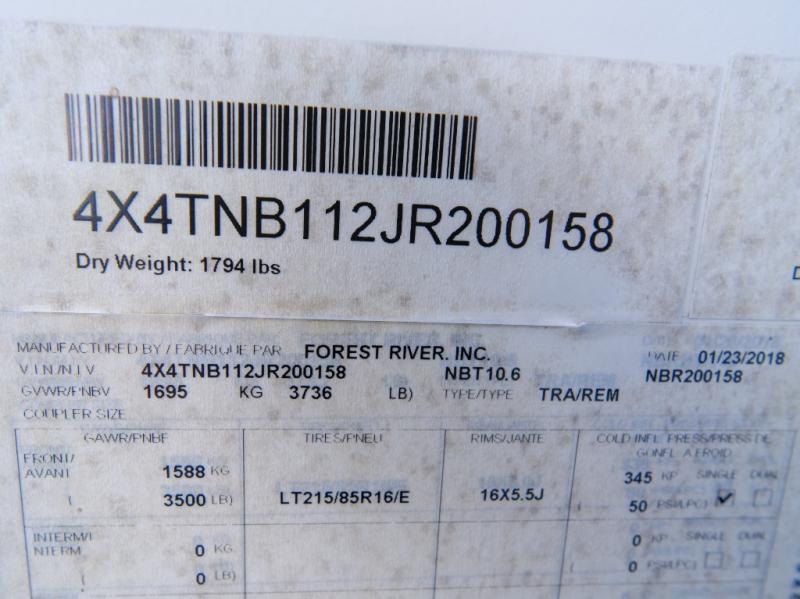 4X4TNB112JR200158
Dry Weight: 1794 lbs
MANUFACTURED BY / FABRIQUE PAR FOREST RIVER. INC. DATE 01/23/2018
V.I.N/N.I.V 4X4TNB112JR200158 NBT10.6 NBR200158
GVWR/PNBV 1695 KG 3736 LB) TYPE/TYPE TRA/REM
COUPLER SIZE
GAWR/PNBF TIRES/PNEU RIMS/JANTE COLD INFL. PRESS/PRESS DE GONFL. A FROID
FRONT/ AVANT 1588 KG 345 KP SINGLE DUAL
( 3500 LB) LT215/85R16/E 16X5.5J ( 50 PSI/LPC)
INTERM/I NTERM 0 KG 0 KP SINGLE DUAL
( 0 LB) ( 0 PSI/LPC)